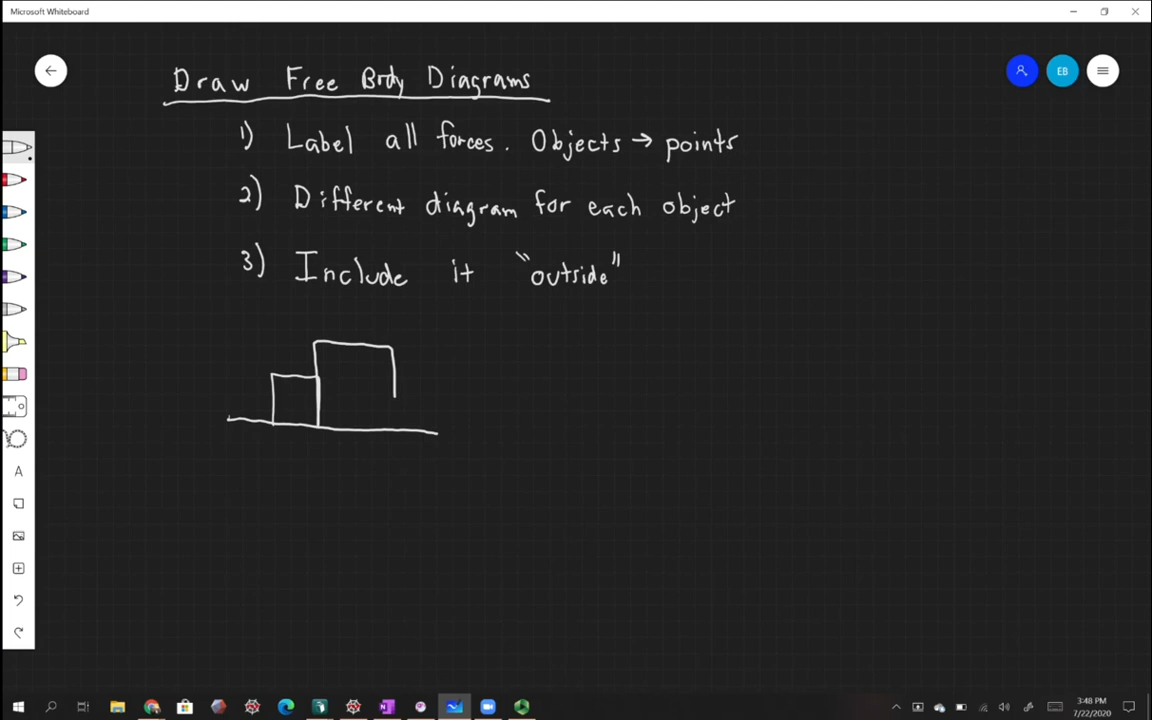 Microsoft Whiteboard
EB
Draw Free Body Diagrams
1) Label all forces. Objects → points
2) Different diagram for each object
3) Include it "outside"
A
3:48 PM
7/22/2020